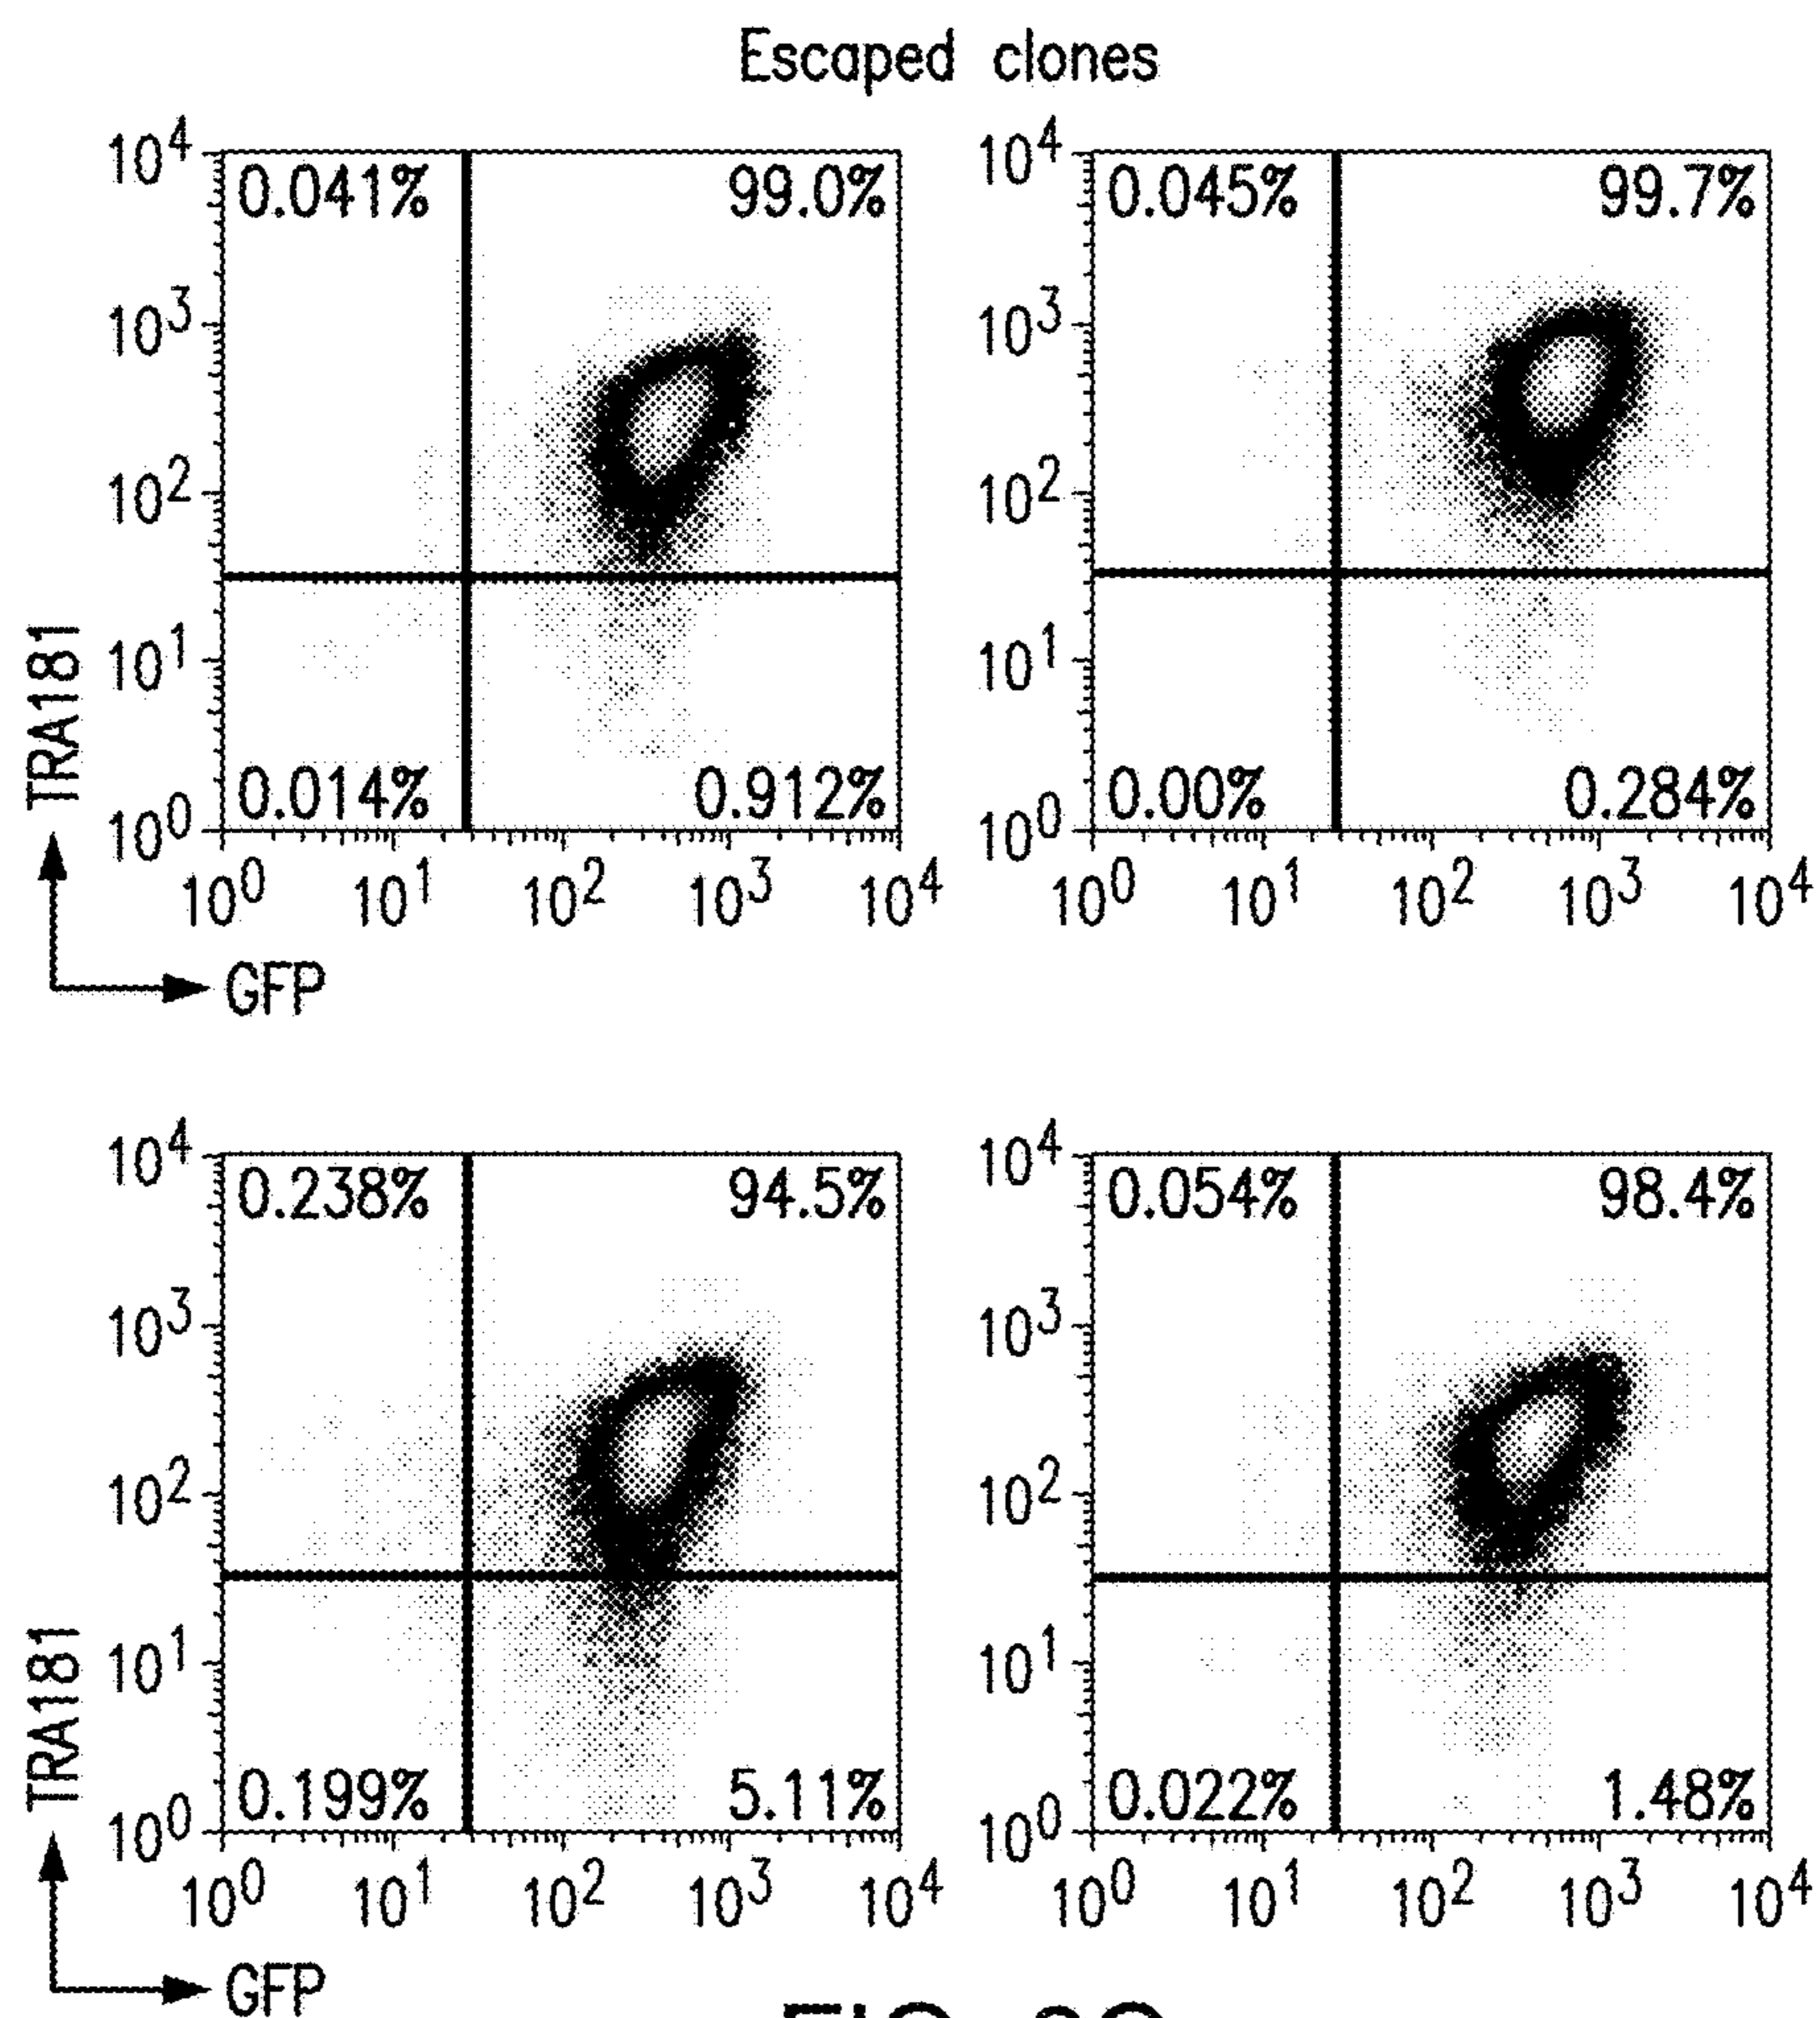 Escaped clones
10^4 0.041% 99.0% 10^4 0.045% 99.7%
10^3 10^3
10^2 10^2
TRA181 10^1 10^1
10^0 0.014% 0.912% 10^0 0.00% 0.284%
10^0 10^1 10^2 10^3 10^4 10^0 10^1 10^2 10^3 10^4
GFP
10^4 0.238% 94.5% 10^4 0.054% 98.4%
10^3 10^3
10^2 10^2
TRA181 10^1 10^1
10^0 0.199% 5.11% 10^0 0.022% 1.48%
10^0 10^1 10^2 10^3 10^4 10^0 10^1 10^2 10^3 10^4
GFP